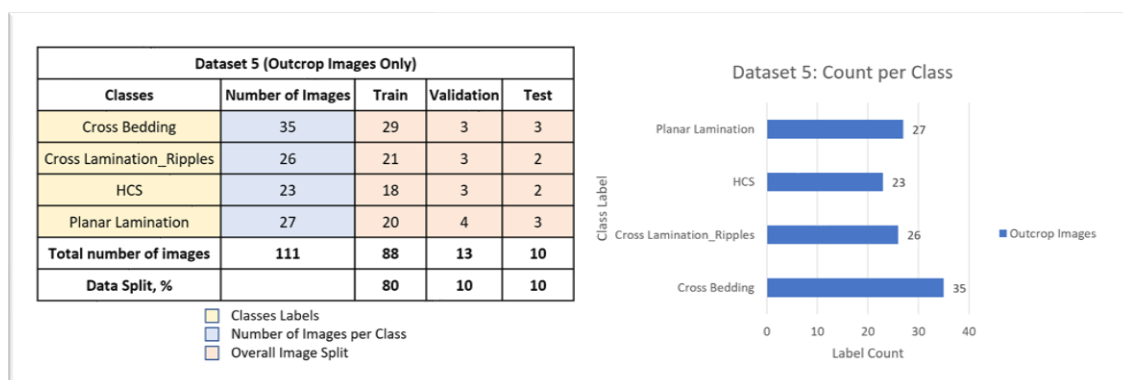 Dataset 5 (Outcrop Images Only)
Classes Number of Images Train Validation Test
Cross Bedding 35 29 3 3
Cross Lamination_Ripples 26 21 3 2
HCS 23 18 3 2
Planar Lamination 27 20 4 3
Total number of images 111 88 13 10
Data Split, % 80 10 10
Classes Labels
Number of Images per Class
Overall Image Split
Dataset 5: Count per Class
Class Label
Planar Lamination 27
HCS 23
Cross Lamination_Ripples 26
Cross Bedding 35
0 10 20 30 40
Label Count
Outcrop Images